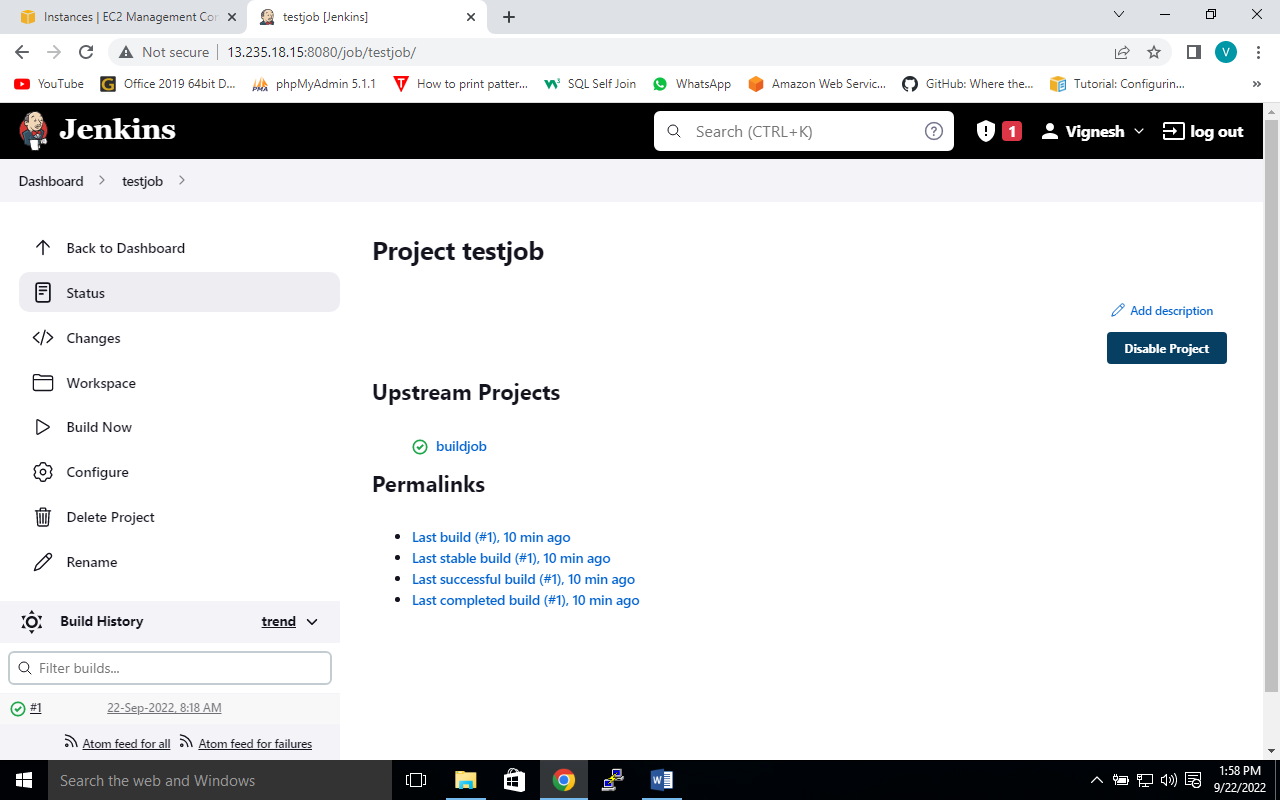 Instances | EC2 Management Con
testjob [Jenkins]
Not secure
13.235.18.15:8080/job/testjob/
V
YouTube
Office 2019 64bit D...
phpMyAdmin 5.1.1
How to print patter...
SQL Self Join
WhatsApp
Amazon Web Servic...
GitHub: Where the...
Tutorial: Configurin...
»
Jenkins
Search (CTRL+K)
1
Vignesh
log out
Dashboard
testjob
Back to Dashboard
Status
Changes
Workspace
Build Now
Configure
Delete Project
Rename
Build History
trend
Filter builds...
#1
22-Sep-2022, 8:18 AM
Atom feed for all
Atom feed for failures
Project testjob
Add description
Disable Project
Upstream Projects
buildjob
Permalinks
Last build (#1), 10 min ago
Last stable build (#1), 10 min ago
Last successful build (#1), 10 min ago
Last completed build (#1), 10 min ago
Search the web and Windows
1:58 PM
9/22/2022